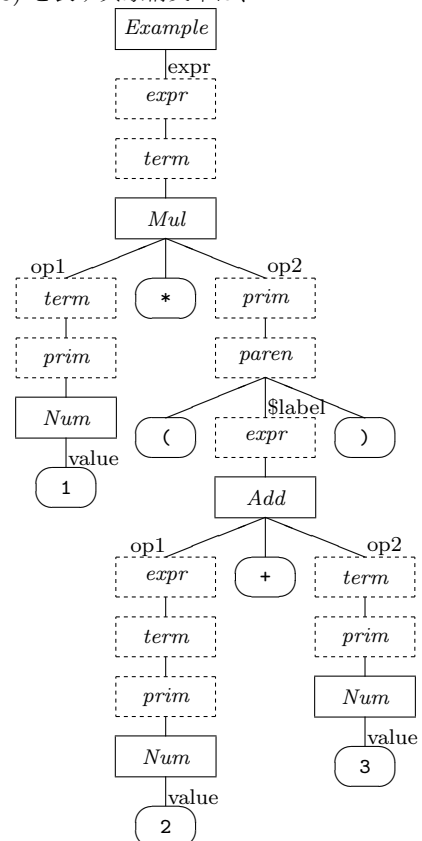 Example
expr
expr
term
Mul
op1 op2
term * prim
prim paren
$label
Num ( expr )
value
1 Add
op1 op2
expr + term
term prim
prim Num
value
Num 3
value
2